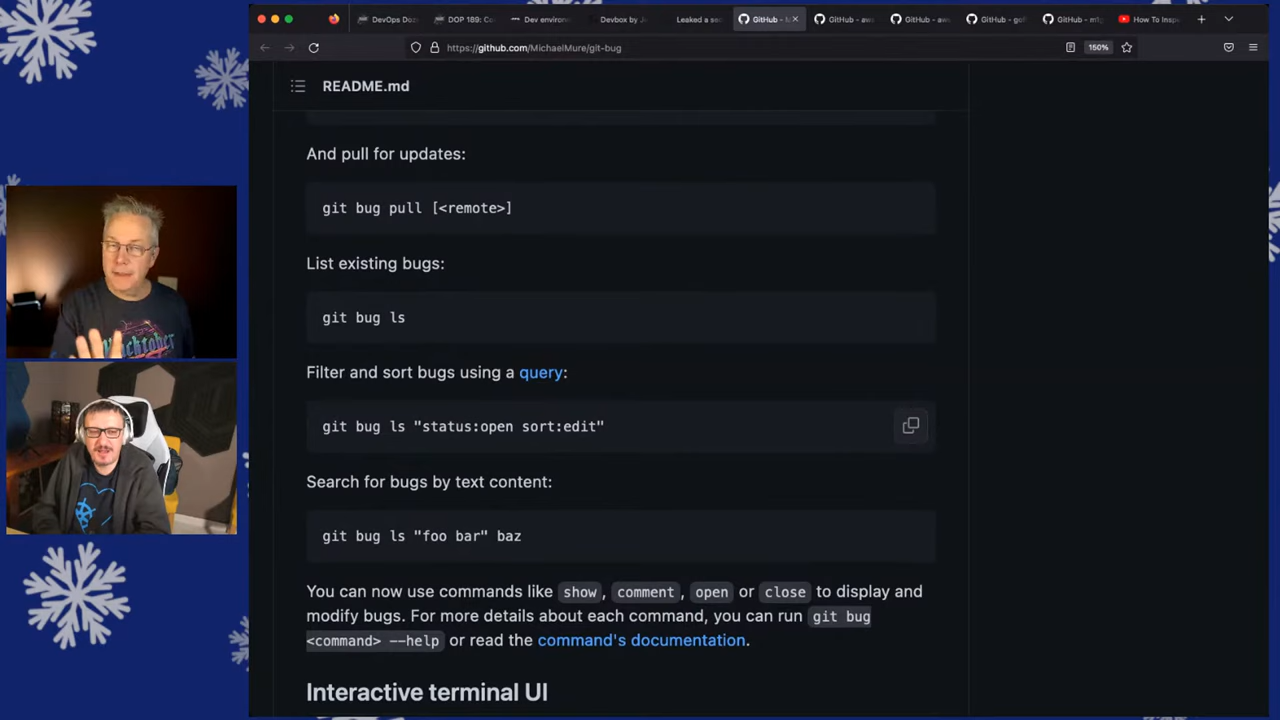 DevOps Doz
DOP 189: Co
Dev environ
Devbox by Je
Leaked a sec
GitHub -
GitHub - aw
GitHub - aw
GitHub -
GitHub -
How To Insp
https://github.com/MichaelMure/git-bug
150%
README.md
And pull for updates:
git bug pull [<remote>]
List existing bugs:
git bug ls
Filter and sort bugs using a query:
git bug ls "status:open sort:edit"
Search for bugs by text content:
git bug ls "foo bar" baz
You can now use commands like show, comment, open or close to display and
modify bugs. For more details about each command, you can run git bug
<command> --help or read the command's documentation.
Interactive terminal UI